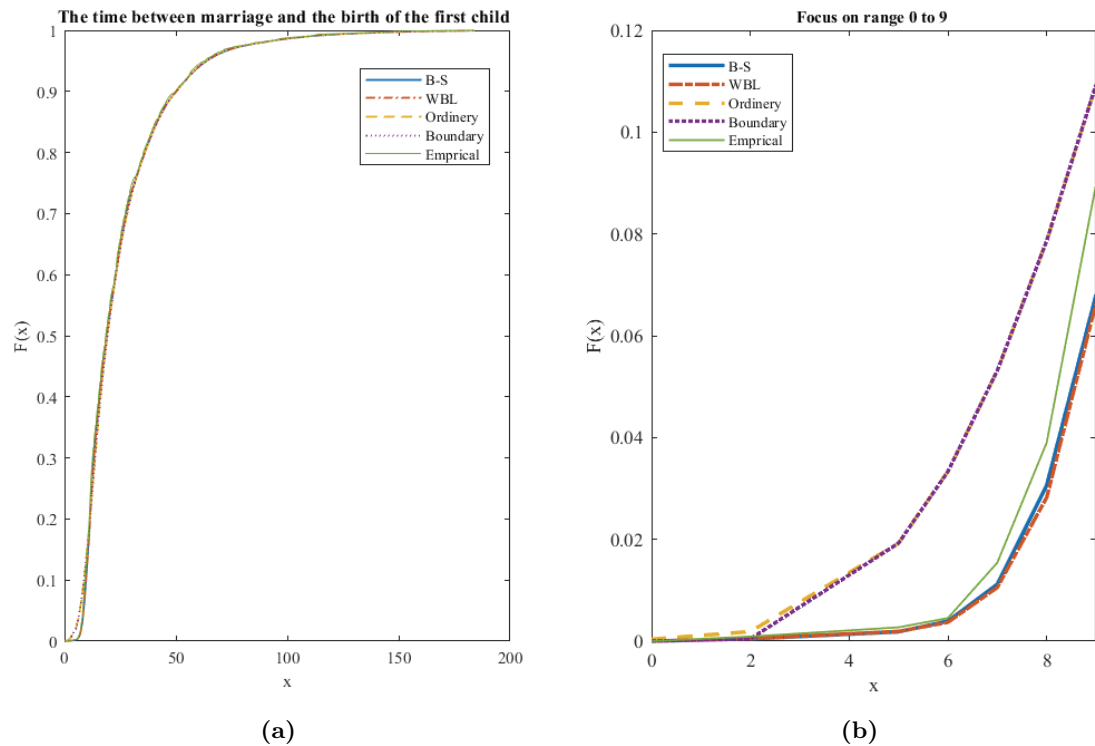 The time between marriage and the birth of the first child
1
0.9
0.8
0.7
0.6
0.5
0.4
0.3
0.2
0.1
0
F(x)
0
50
100
150
200
x
B-S
WBL
Ordinery
Boundary
Emprical
(a)
Focus on range 0 to 9
0.12
0.1
0.08
0.06
0.04
0.02
0
F(x)
0
2
4
6
8
x
B-S
WBL
Ordinery
Boundary
Emprical
(b)